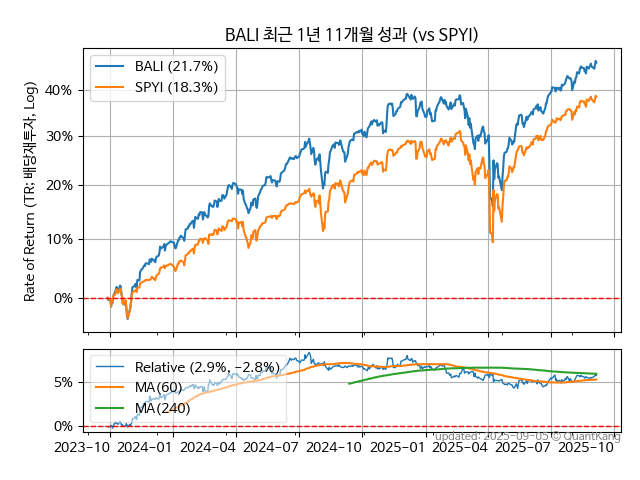 BALI 최근 1년 11개월 성과 (vs SPYI)
Rate of Return (TR: 배당재투자, Log)
BALI (21.7%)
SPYI (18.3%)
40%
30%
20%
10%
0%
Relative (2.9%, -2.8%)
MA(60)
MA(240)
5%
0%
2023-10 2024-01 2024-04 2024-07 2024-10 2025-01 2025-04 2025-07 2025-10
updated: 2025-09-05 © QuantKang